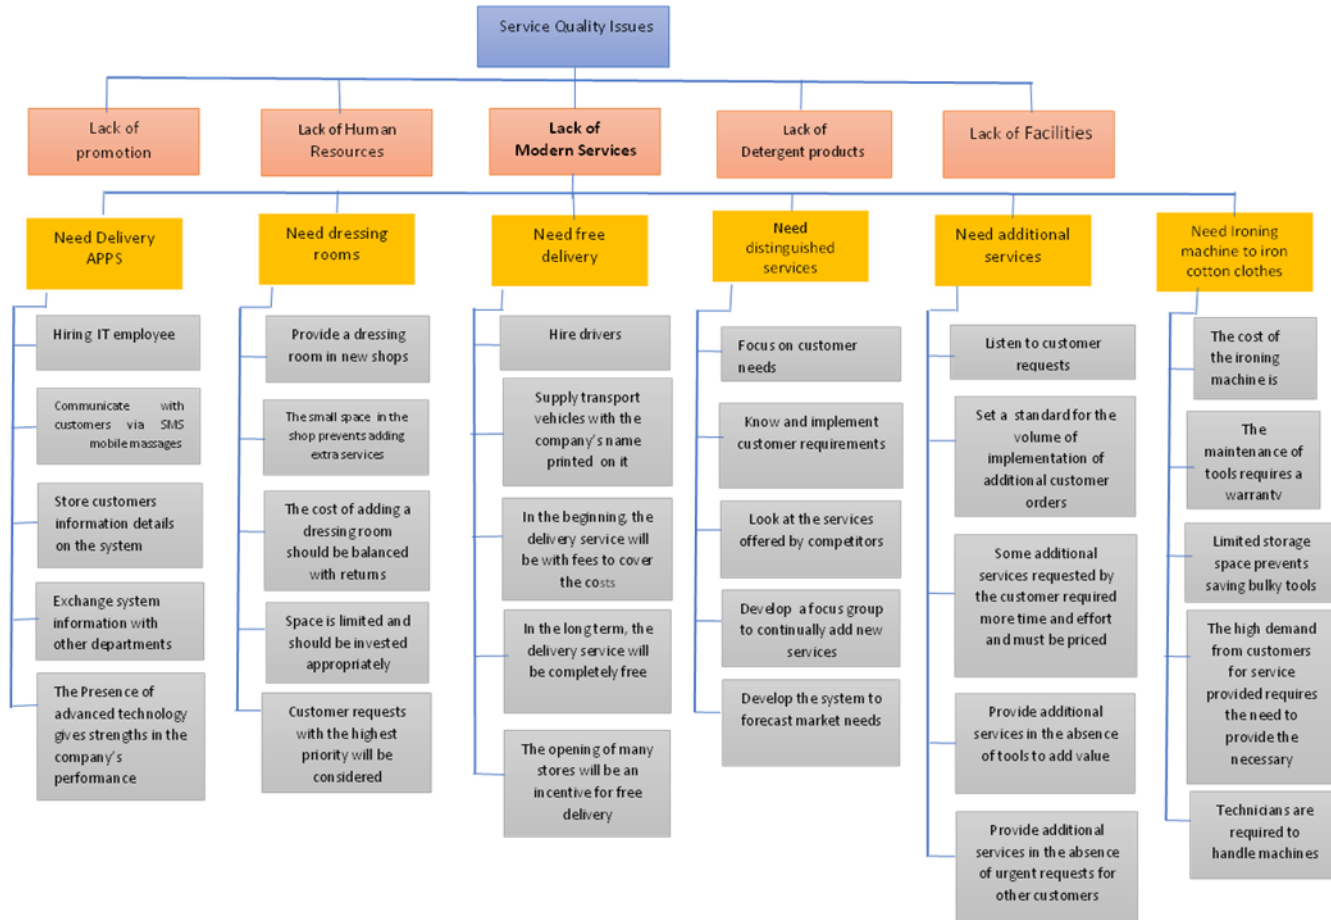 Service Quality Issues
Lack of
promotion
Lack of Human
Resources
Lack of
Modern Services
Lack of
Detergent products
Lack of Facilities
Need Delivery
APPS
Need dressing
rooms
Need free
delivery
Need
distinguished
services
Need additional
services
Need Ironing
machine to iron
cotton clothes
Hiring IT employee
Communicate with
customers via SMS
mobile massages
Store customers
information details
on the system
Exchange system
information with
other departments
The Presence of
advanced technology
gives strengths in the
company's
performance
Provide a dressing
room in new shops
The small space in the
shop prevents adding
extra services
The cost of adding a
dressing room
should be balanced
with returns
Space is limited and
should be invested
appropriately
Customer requests
with the highest
priority will be
considered
Hire drivers
Supply transport
vehicles with the
company's name
printed on it
In the beginning, the
delivery service will
be with fees to cover
the costs
In the long term, the
delivery service will
be completely free
The opening of many
stores will be an
incentive for free
delivery
Focus on customer
needs
Know and implement
customer requirements
Look at the services
offered by competitors
Develop a focus group
to continually add new
services
Develop the system to
forecast market needs
Listen to customer
requests
Set a standard for the
volume of
implementation of
additional customer
orders
Some additional
services requested by
the customer required
more time and effort
and must be priced
Provide additional
services in the absence
of tools to add value
Provide additional
services in the absence
of urgent requests for
other customers
The cost of
the ironing
machine is
The
maintenance of
tools requires a
warranty
Limited storage
space prevents
saving bulky tools
The high demand
from customers
for service
provided requires
the need to
provide the
necessary
Technicians are
required to
handle machines